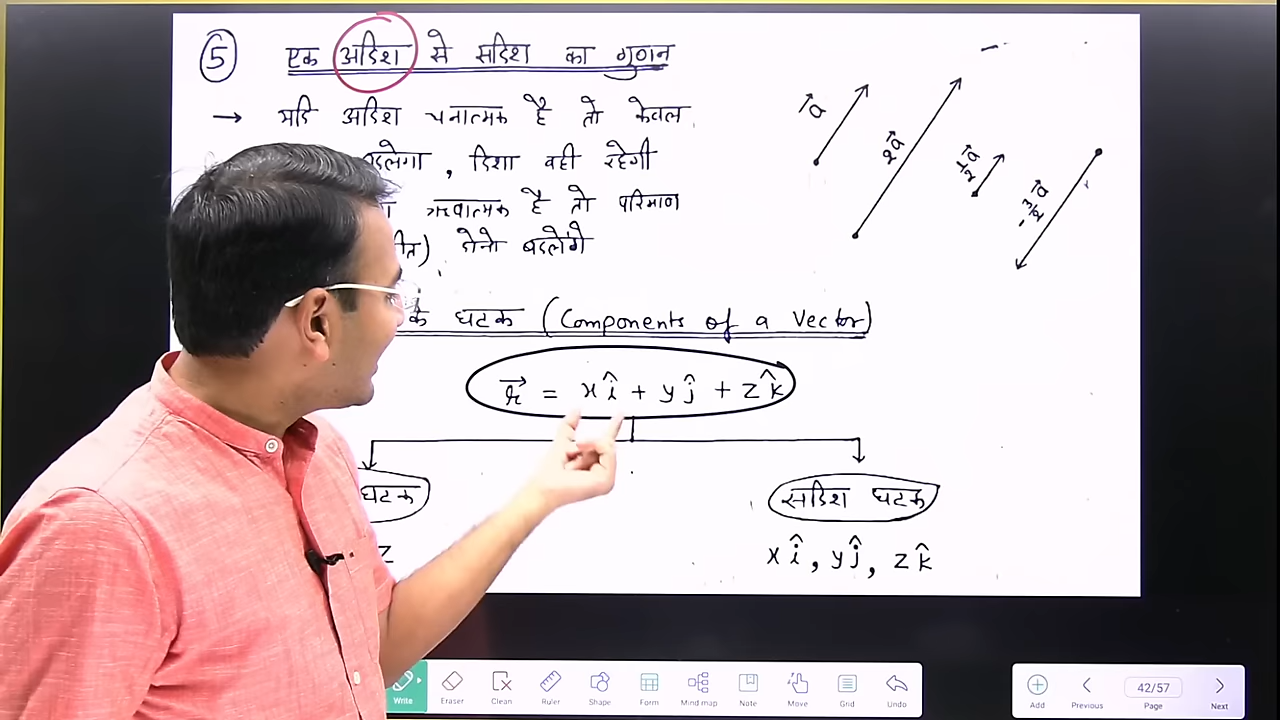 5 एक अदिश से सदिश का गुणन
→ यदि अदिश धनात्मक है तो केवल
बदलेगा, दिशा वही रहेगी
ऋणात्मक है तो परिमाण
दोनो बदलेंगे
a⃗
2a⃗
1/2 a⃗
-3/2 a⃗
के घटक (Components of a Vector)
r⃗ = xî + yĵ + zk̂
घटक
सदिश घटक
z
xî, yĵ, zk̂
Write Eraser Clean Ruler Shape Form Mind map Note Move Grid Undo
Add Previous 42/57 Page Next